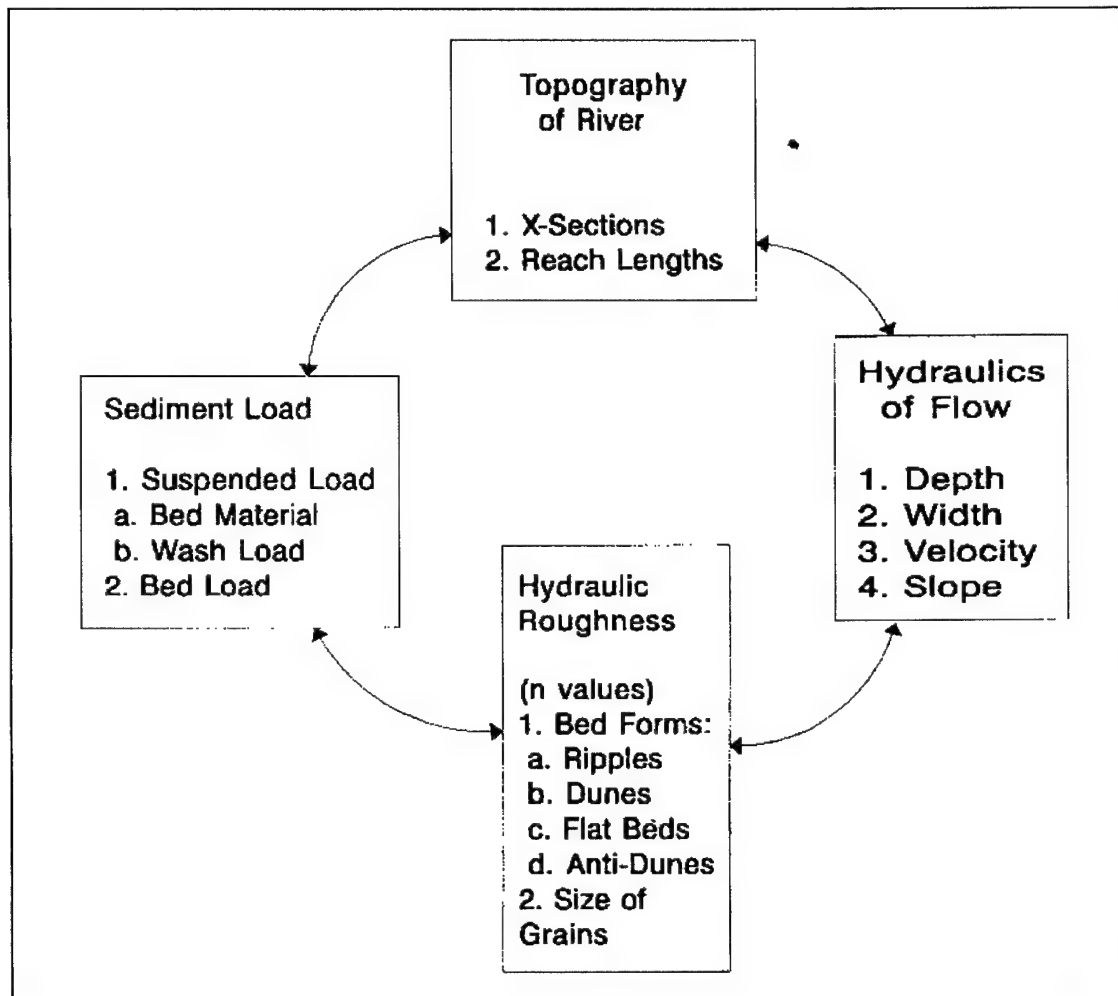 Topography
of River
1. X-Sections
2. Reach Lengths
Sediment Load
1. Suspended Load
a. Bed Material
b. Wash Load
2. Bed Load
Hydraulics
of Flow
1. Depth
2. Width
3. Velocity
4. Slope
Hydraulic
Roughness
(n values)
1. Bed Forms:
a. Ripples
b. Dunes
c. Flat Beds
d. Anti-Dunes
2. Size of
Grains